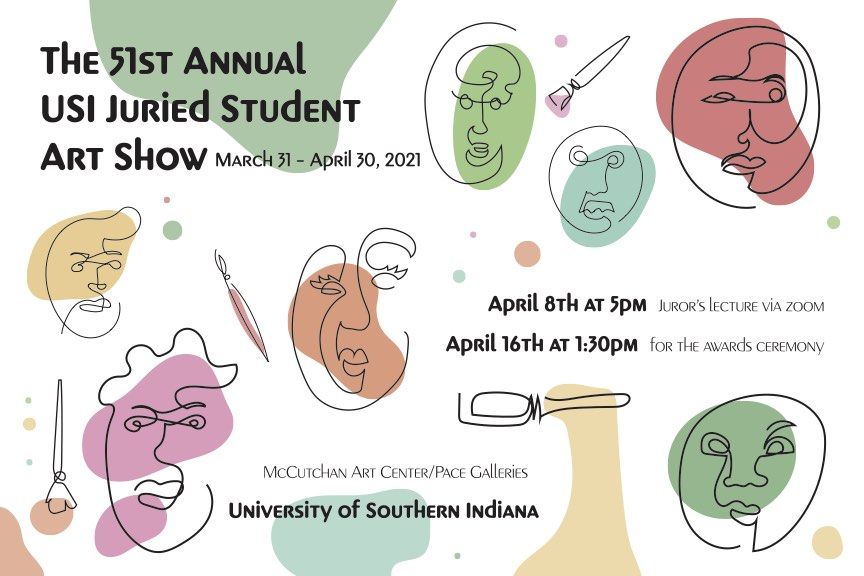 The 51st Annual
USI Juried Student
Art Show March 31 - April 30, 2021
April 8th at 5pm Juror's lecture via zoom
April 16th at 1:30pm for the awards ceremony
McCutchan Art Center/Pace Galleries
University of Southern Indiana